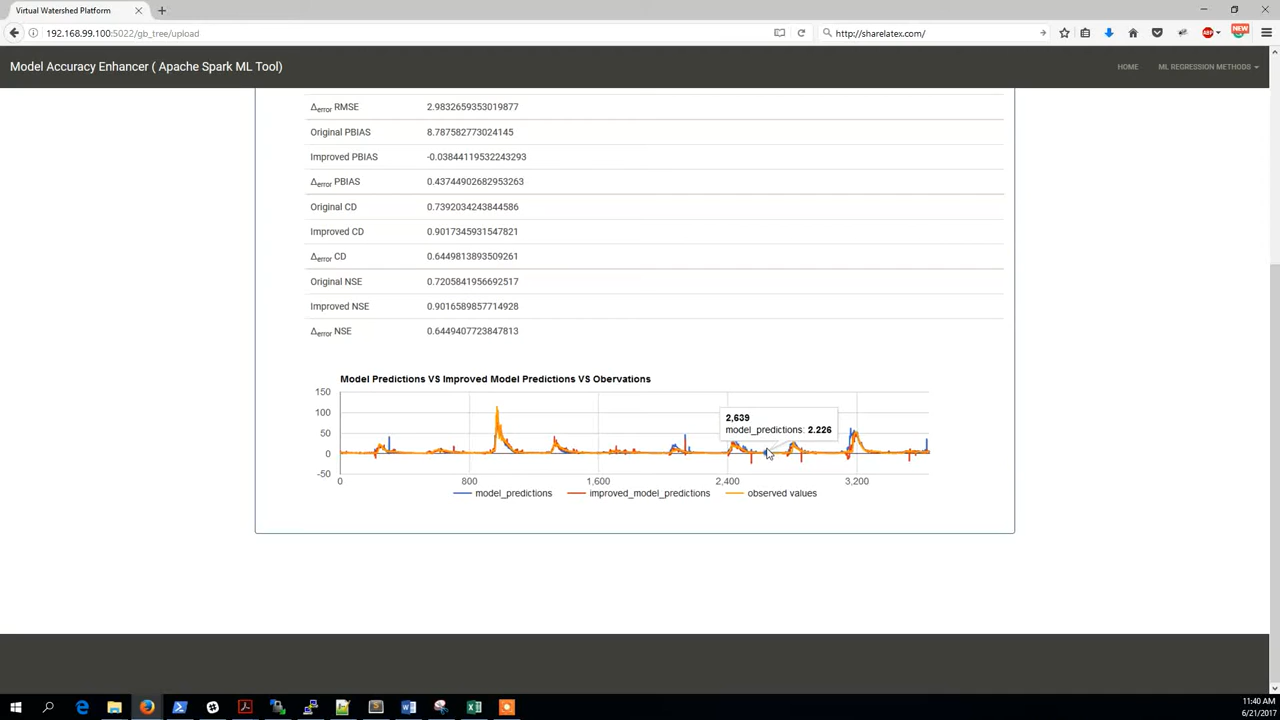 Virtual Watershed Platform
192.168.99.100:5022/gb_tree/upload
http://sharelatex.com/
ABP
NEW
Model Accuracy Enhancer ( Apache Spark ML Tool)
HOME
ML REGRESSION METHODS
Δerror RMSE 2.9832659353019877
Original PBIAS 8.787582773024145
Improved PBIAS -0.03844119532243293
Δerror PBIAS 0.43744902682953263
Original CD 0.7392034243844586
Improved CD 0.9017345931547821
Δerror CD 0.6449813893509261
Original NSE 0.7205841956692517
Improved NSE 0.9016589857714928
Δerror NSE 0.6449407723847813
Model Predictions VS Improved Model Predictions VS Obervations
150
100
50
0
-50
2,639
model_predictions: 2.226
0 800 1,600 2,400 3,200
model_predictions improved_model_predictions observed values
11:40 AM
6/21/2017